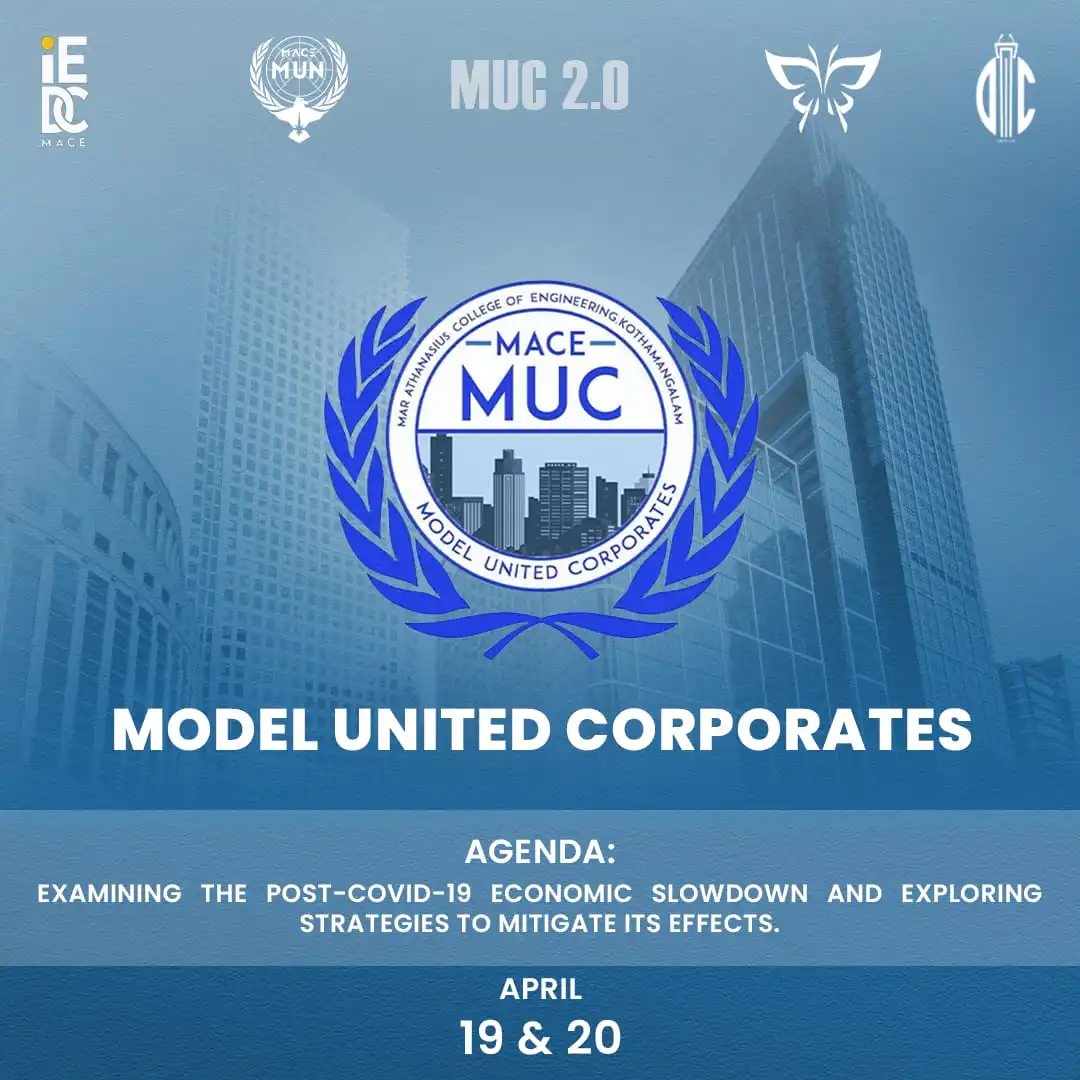 iE
DC
MACE
MACE
MUN
MUC 2.0
MAR ATHANASIUS COLLEGE OF ENGINEERING,KOTHAMANGALAM
MACE
MUC
MODEL UNITED CORPORATES
MODEL UNITED CORPORATES
AGENDA:
EXAMINING THE POST-COVID-19 ECONOMIC SLOWDOWN AND EXPLORING
STRATEGIES TO MITIGATE ITS EFFECTS.
APRIL
19 & 20